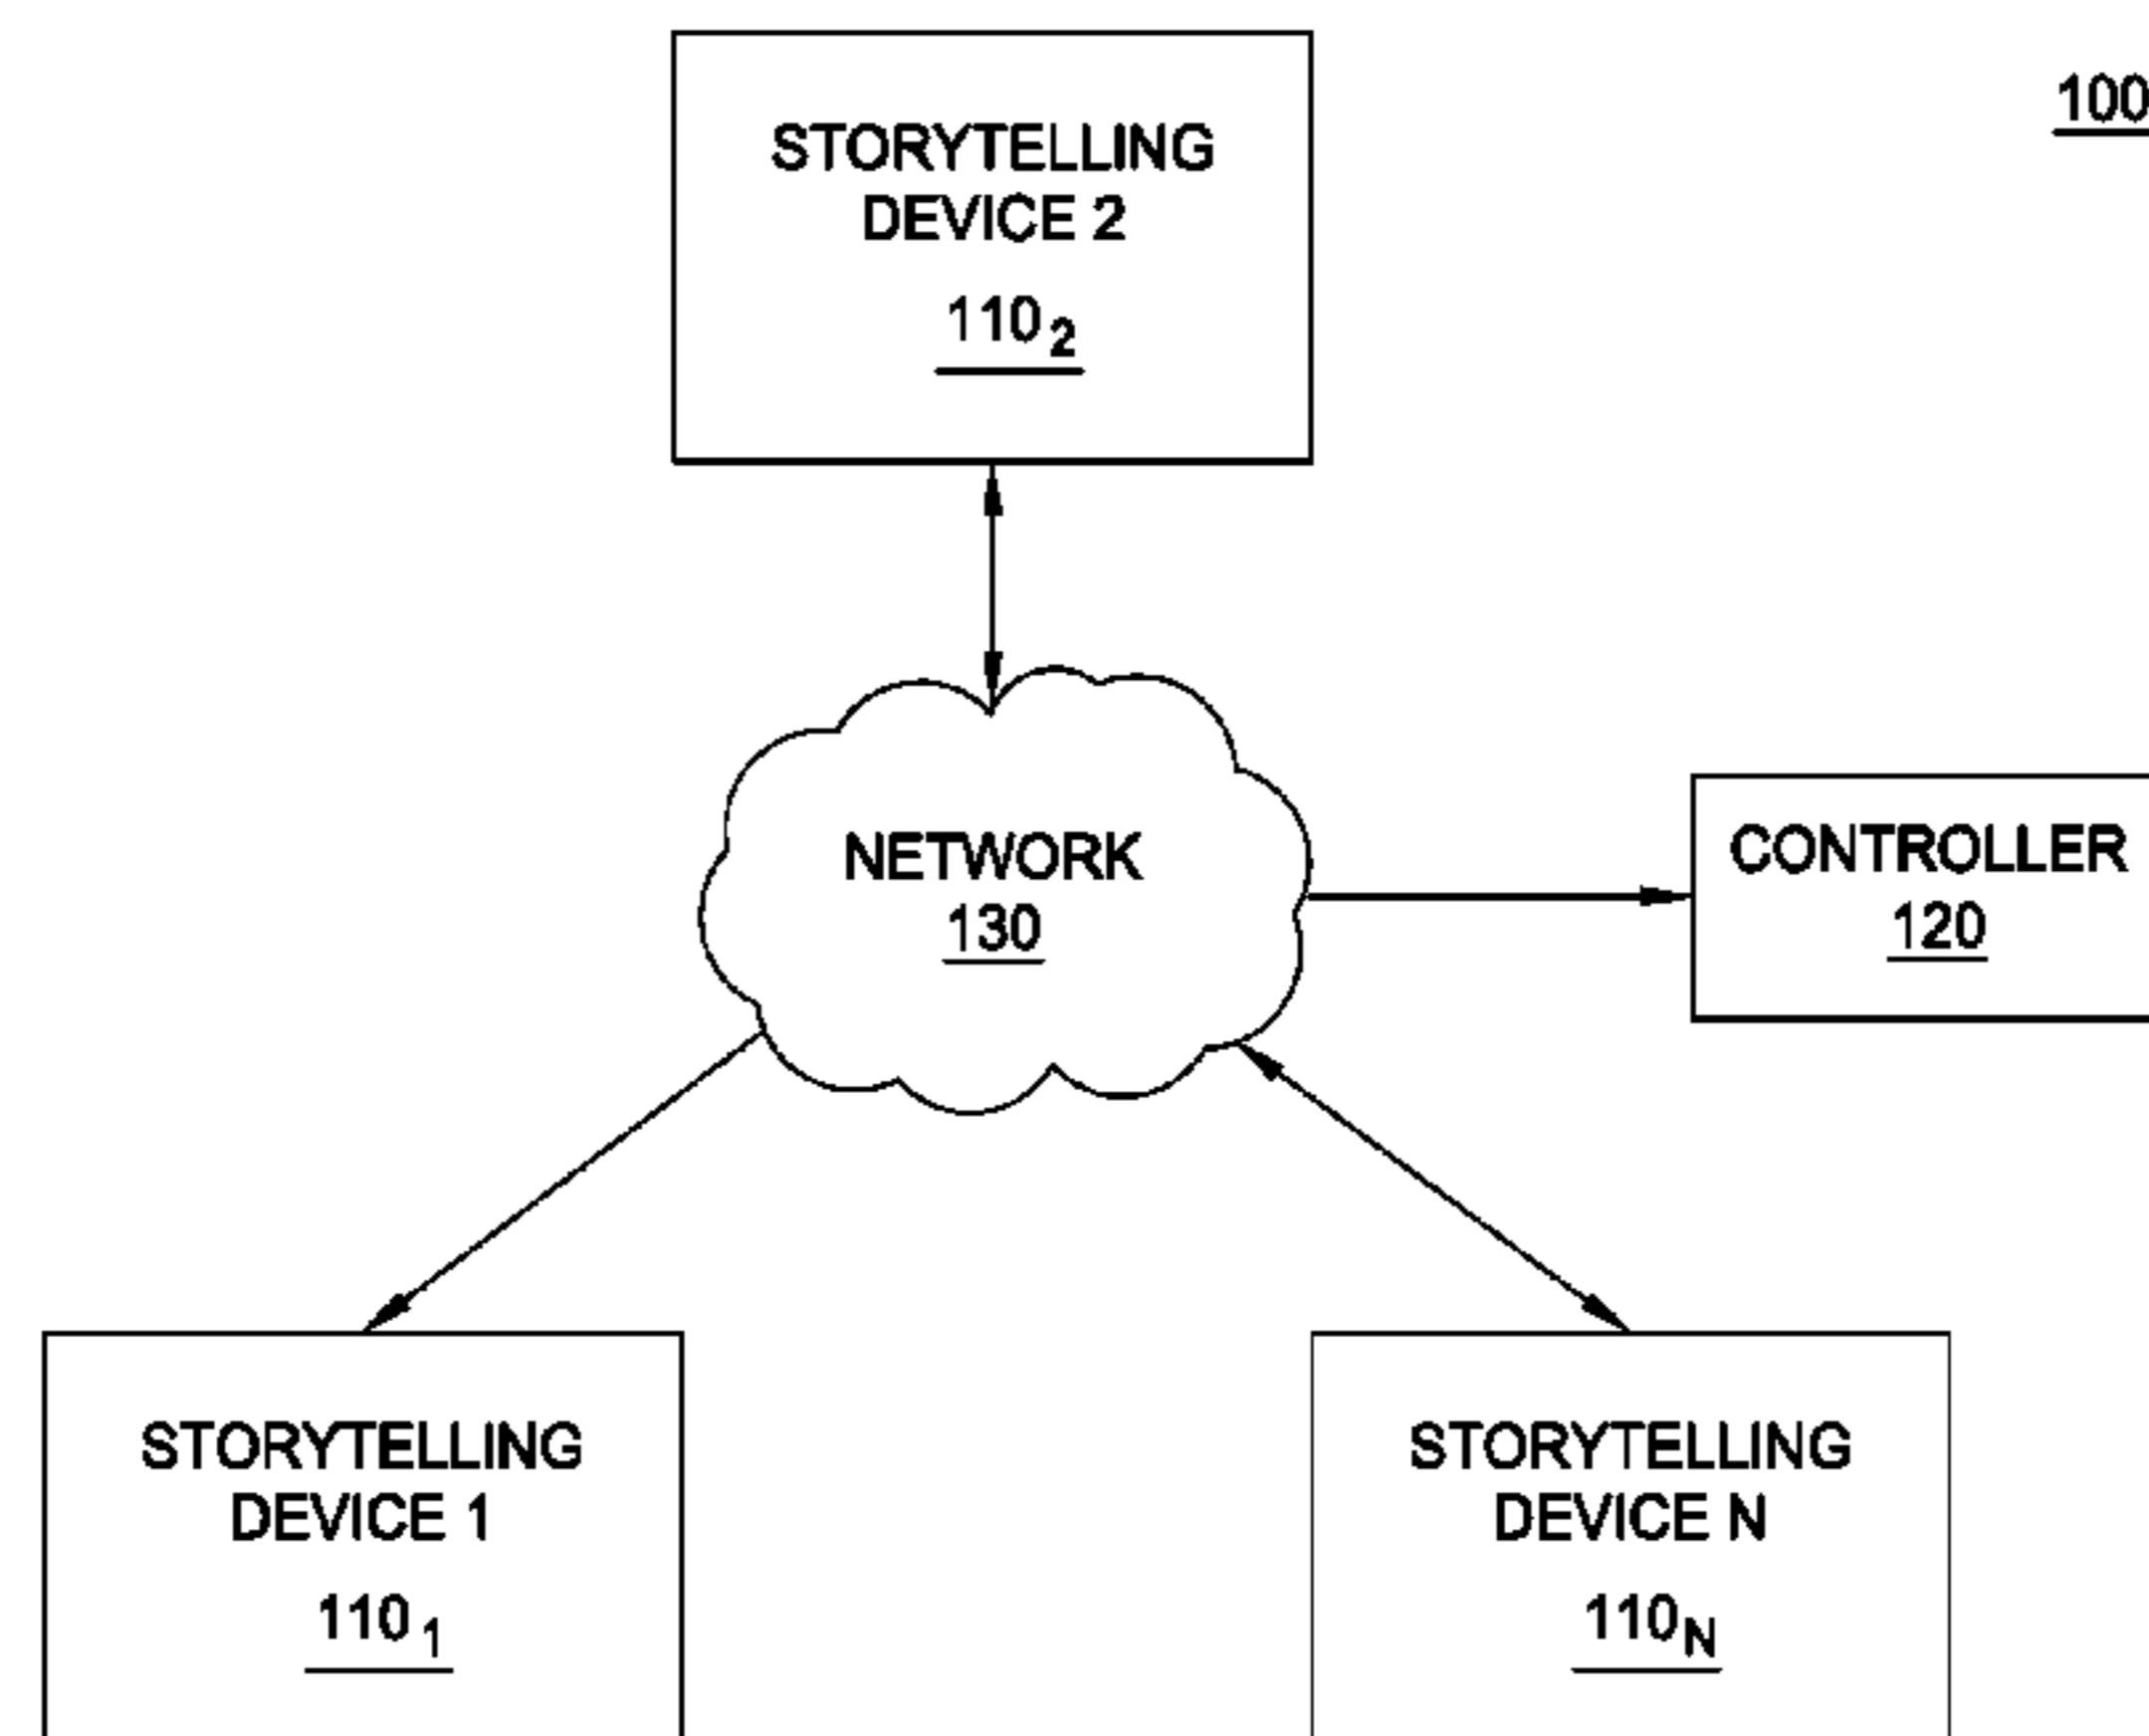 100
STORYTELLING
DEVICE 2
110₂
NETWORK
130
CONTROLLER
120
STORYTELLING
DEVICE 1
110₁
STORYTELLING
DEVICE N
110N